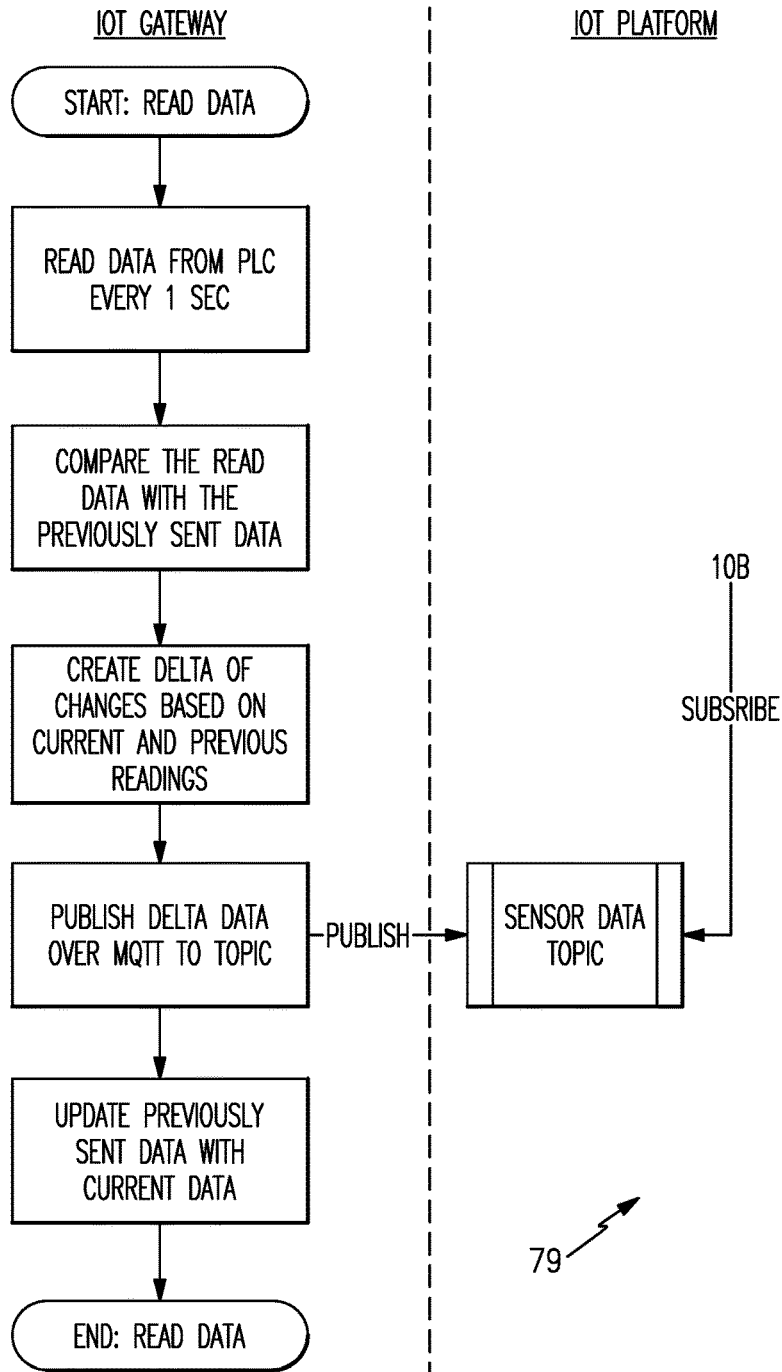 IOT GATEWAY
IOT PLATFORM
START: READ DATA
READ DATA FROM PLC
EVERY 1 SEC
COMPARE THE READ
DATA WITH THE
PREVIOUSLY SENT DATA
10B
CREATE DELTA OF
CHANGES BASED ON
CURRENT AND PREVIOUS
READINGS
SUBSRIBE
PUBLISH DELTA DATA
OVER MQTT TO TOPIC
PUBLISH
SENSOR DATA
TOPIC
UPDATE PREVIOUSLY
SENT DATA WITH
CURRENT DATA
79
END: READ DATA